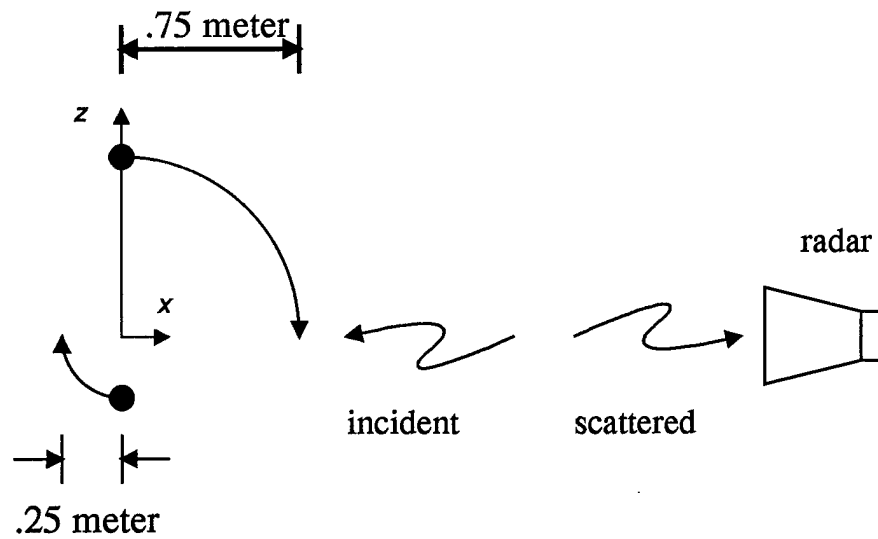 .75 meter
z
radar
x
incident
scattered
.25 meter